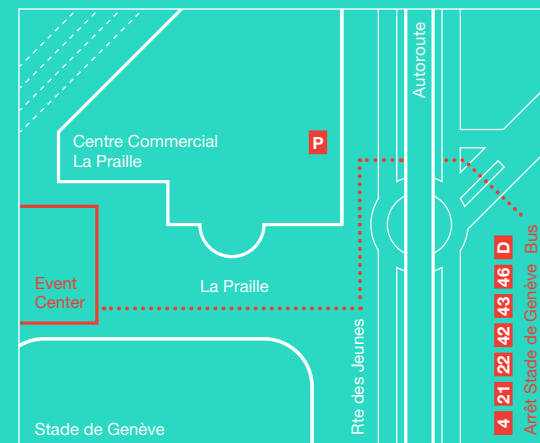 Autoroute
Centre Commercial
La Praille
P
Event
Center
La Praille
Rte des Jeunes
Stade de Genève
4 21 22 42 43 46 D
Arrêt Stade de Genève Bus